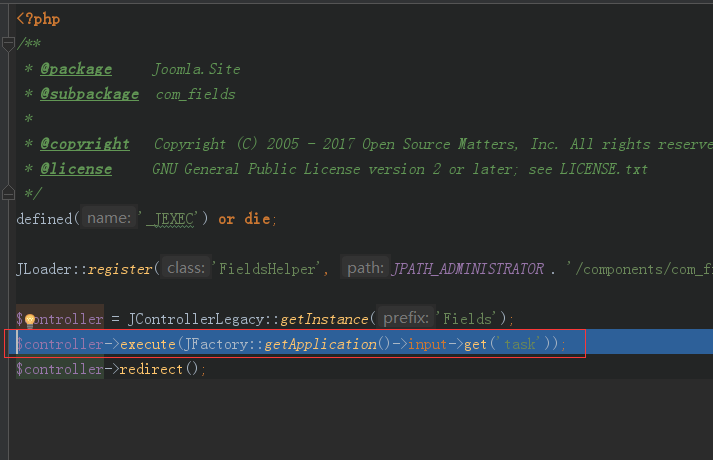 <?php
/**
* @package Joomla.Site
* @subpackage com_fields
*
* @copyright Copyright (C) 2005 - 2017 Open Source Matters, Inc. All rights reserve
* @license GNU General Public License version 2 or later; see LICENSE.txt
*/
defined( name: '_JEXEC') or die;
JLoader::register( class: 'FieldsHelper', path: JPATH_ADMINISTRATOR . '/components/com_f
$controller = JControllerLegacy::getInstance( prefix: 'Fields');
$controller->execute(JFactory::getApplication()->input->get('task'));
$controller->redirect();